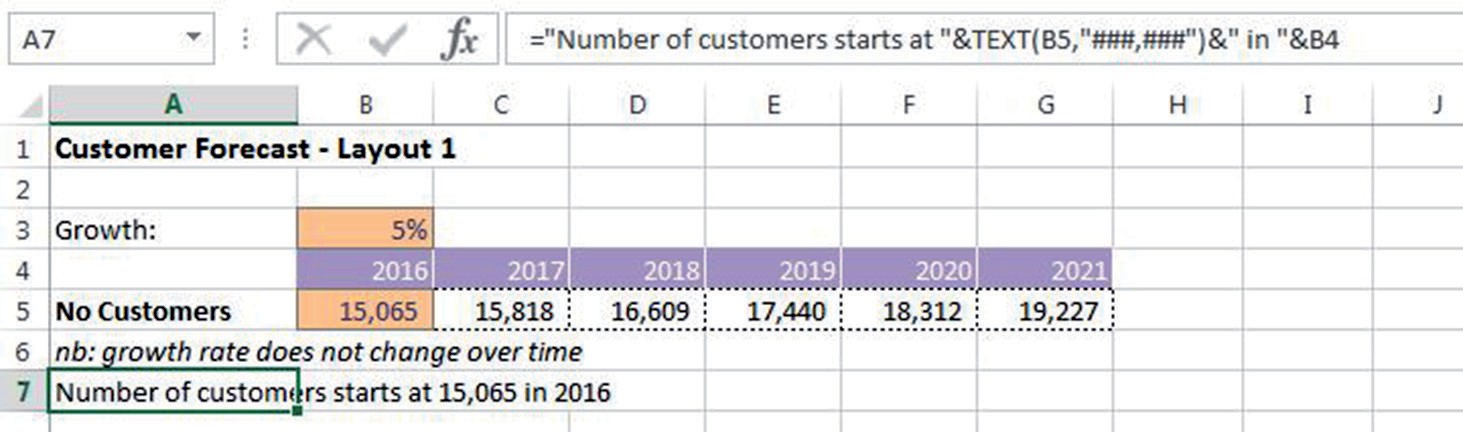 A7 fx ="Number of customers starts at "&TEXT(B5,"###,###")&" in "&B4
A B C D E F G H I J
1 Customer Forecast - Layout 1
2
3 Growth: 5%
4 2016 2017 2018 2019 2020 2021
5 No Customers 15,065 15,818 16,609 17,440 18,312 19,227
6 nb: growth rate does not change over time
7 Number of customers starts at 15,065 in 2016